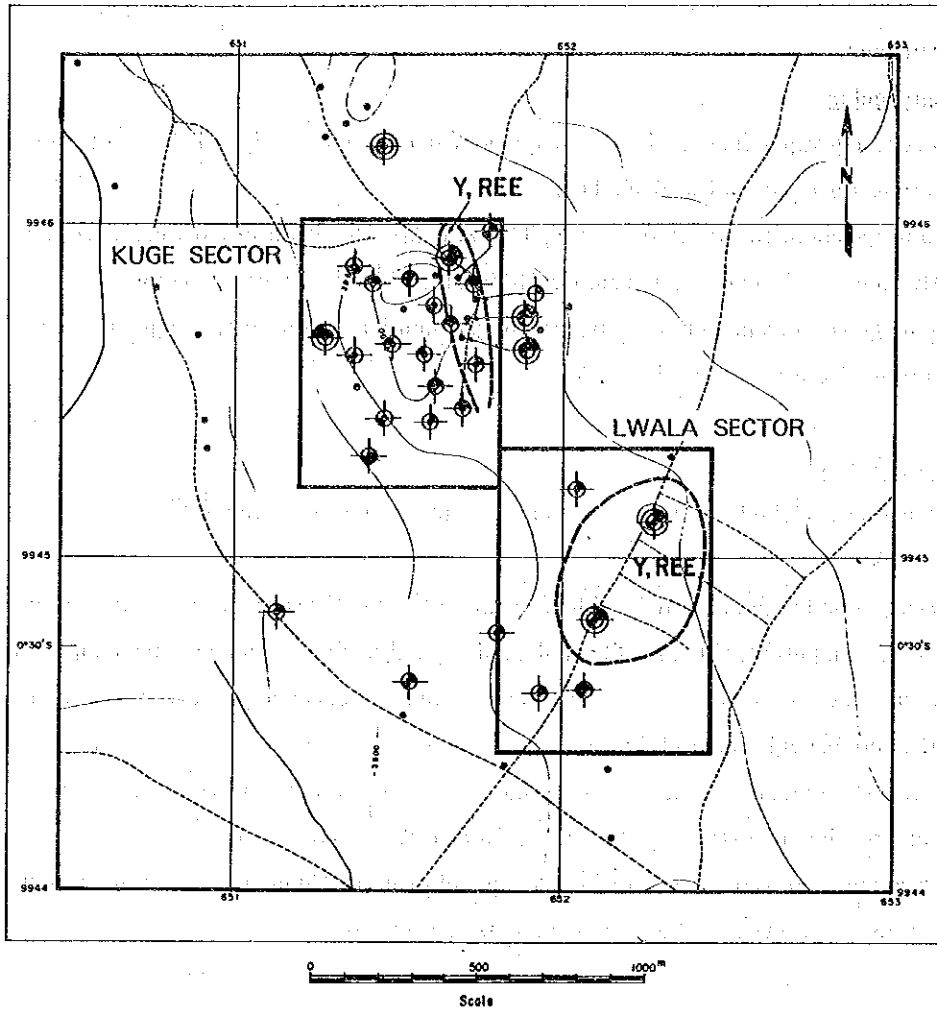 651 652 653
N
Y, REE
9946 9945
KUGE SECTOR
LWALA SECTOR
9945 9945
Y, REE
0°30'S 0°30'S
3800
9944 9944
651 652 653
0 500 1000m
Scale